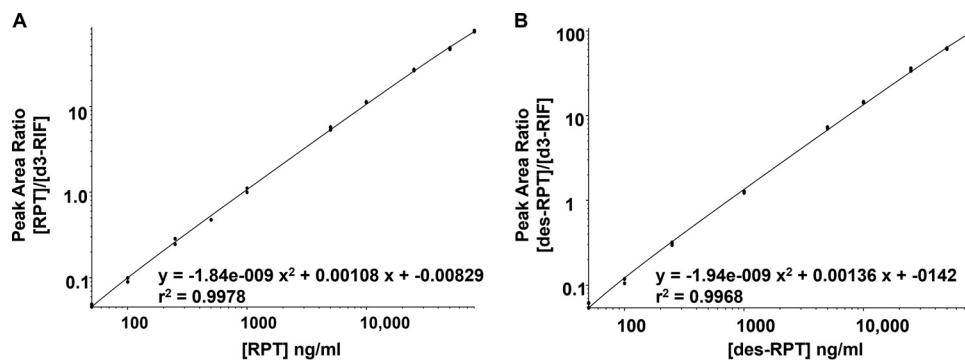 A
Peak Area Ratio
[RPT]/[d3-RIF]
10
1.0
0.1
y = -1.84e-009 x² + 0.00108 x + -0.00829
r² = 0.9978
100
1000
10,000
[RPT] ng/ml
B
Peak Area Ratio
[des-RPT]/[d3-RIF]
100
10
1
0.1
y = -1.94e-009 x² + 0.00136 x + -0142
r² = 0.9968
100
1000
10,000
[des-RPT] ng/ml